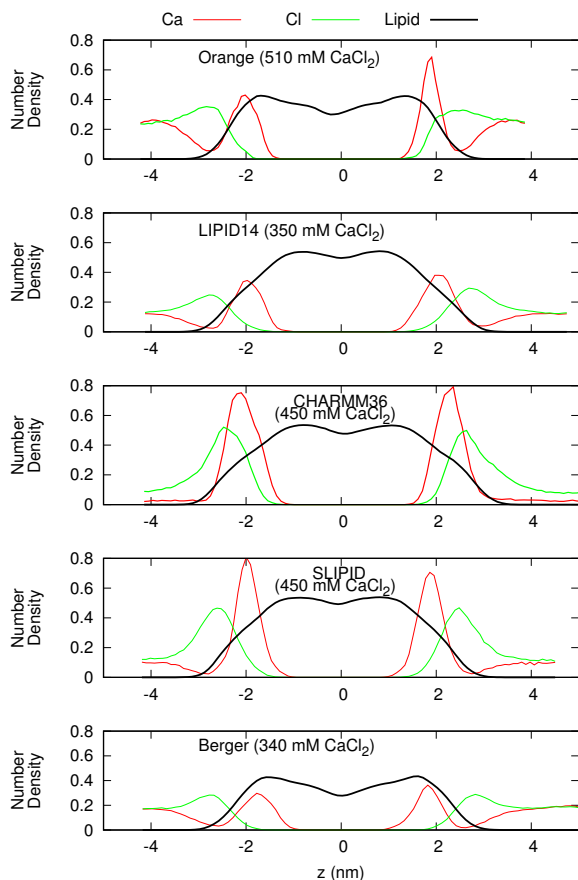 Ca Cl Lipid
Orange (510 mM CaCl2)
Number Density
0.8
0.6
0.4
0.2
0
-4 -2 0 2 4
LIPID14 (350 mM CaCl2)
Number Density
0.8
0.6
0.4
0.2
0
-4 -2 0 2 4
CHARMM36
(450 mM CaCl2)
Number Density
0.8
0.6
0.4
0.2
0
-4 -2 0 2 4
SLIPID
(450 mM CaCl2)
Number Density
0.8
0.6
0.4
0.2
0
-4 -2 0 2 4
Berger (340 mM CaCl2)
Number Density
0.8
0.6
0.4
0.2
0
-4 -2 0 2 4
z (nm)